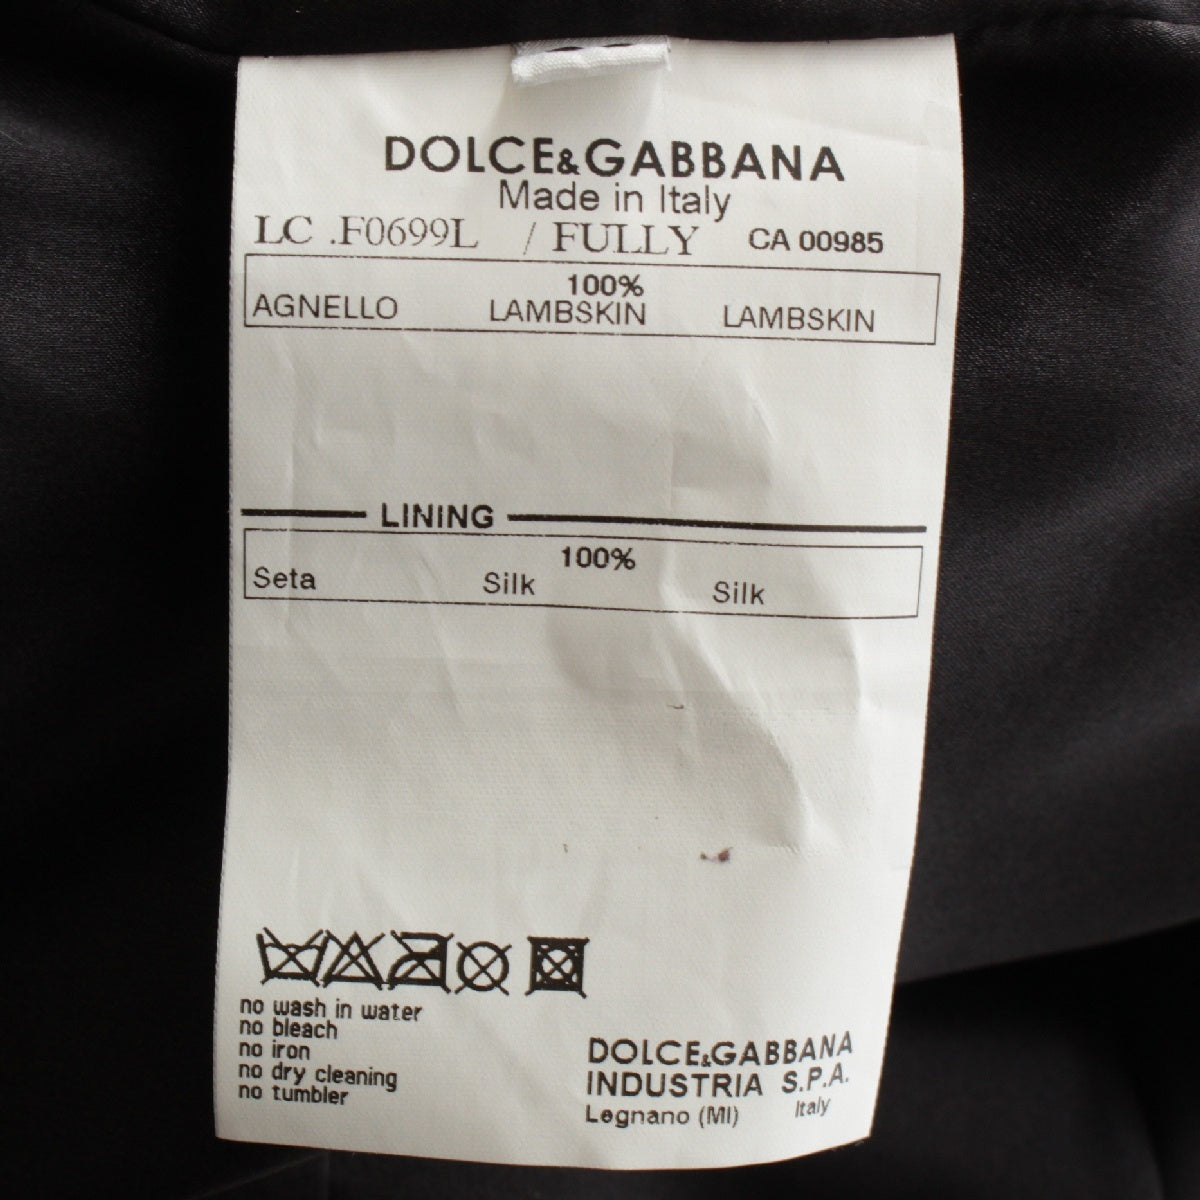 DOLCE&GABBANA
Made in Italy
LC .F0699L / FULLY CA 00985
100%
AGNELLO LAMBSKIN LAMBSKIN
LINING
100%
Seta Silk Silk
no wash in water
no bleach
no iron
no dry cleaning
no tumbler
DOLCE&GABBANA
INDUSTRIA S.P.A.
Legnano (MI) Italy